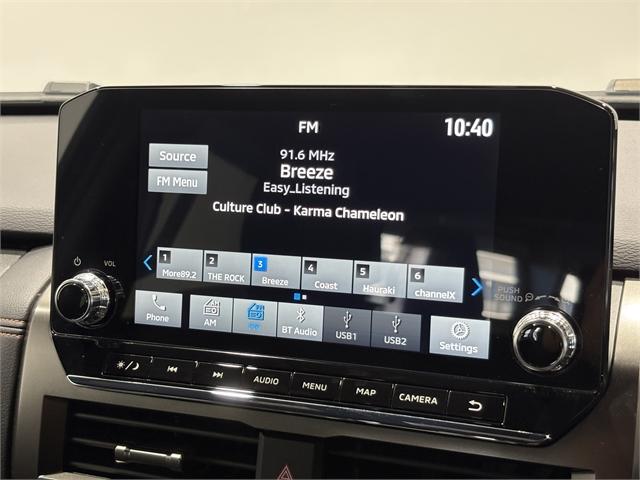 FM
10:40
Source
91.6 MHz
Breeze
FM Menu
Easy_Listening
Culture Club - Karma Chameleon
1 More89.2
2 THE ROCK
3 Breeze
4 Coast
5 Hauraki
6 channelX
VOL
PUSH
SOUND
Phone
AM
BT Audio
USB1
USB2
Settings
AUDIO
MENU
MAP
CAMERA